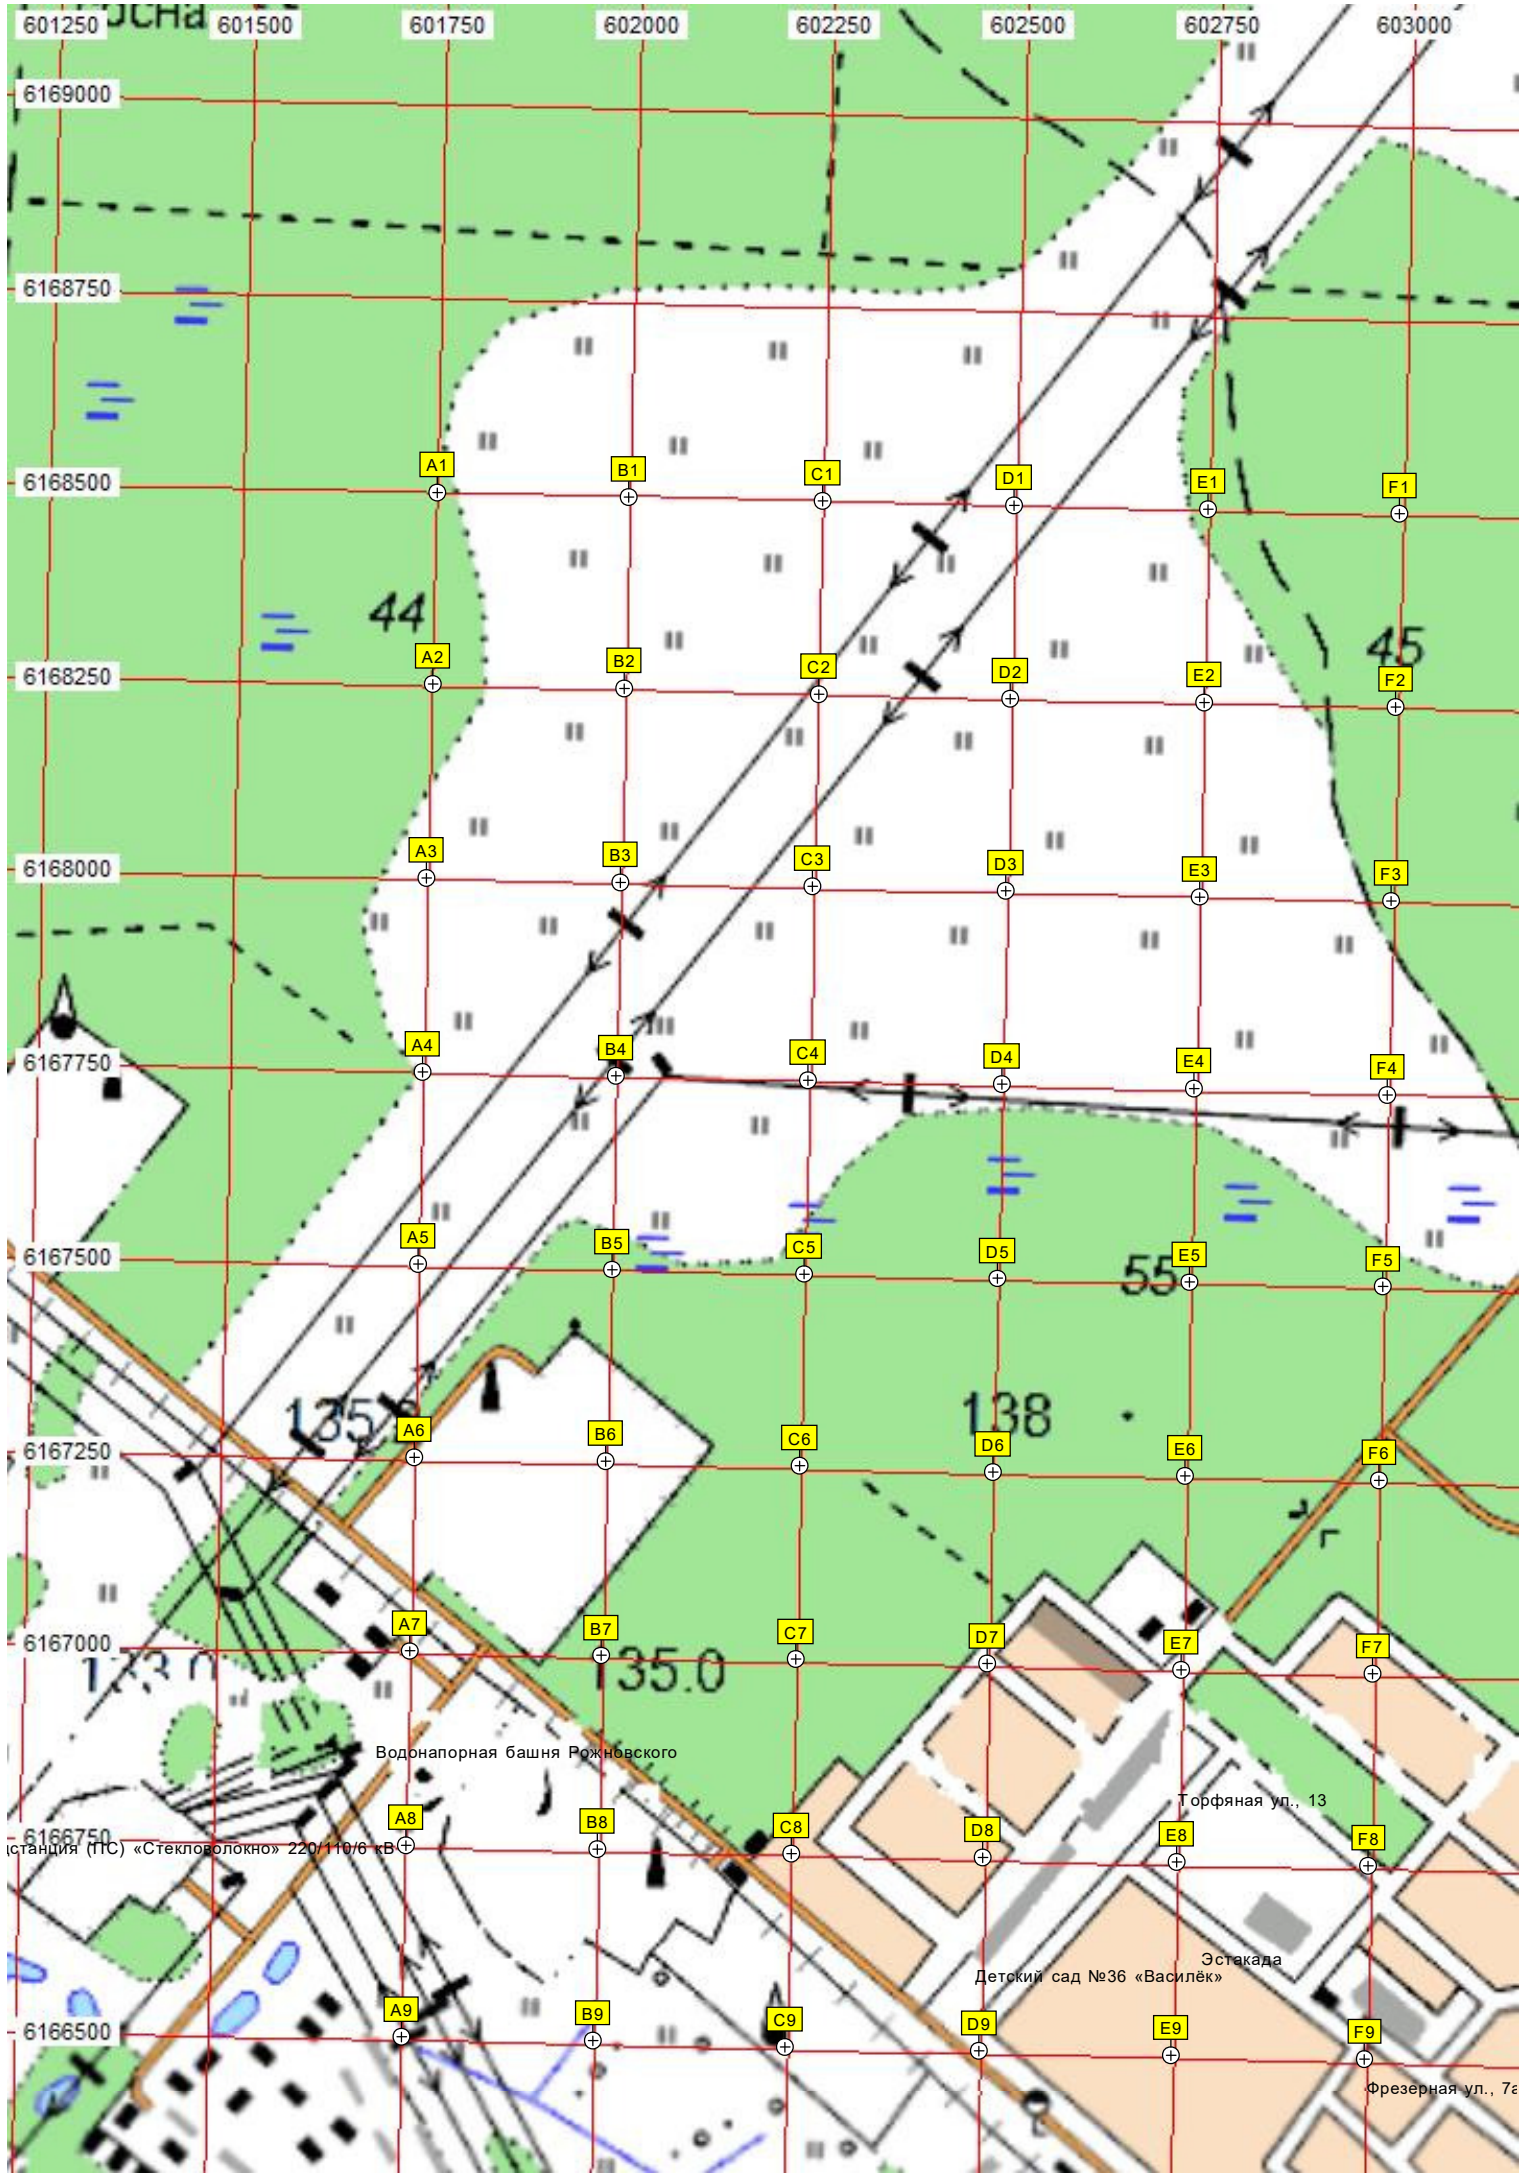 601250 601500 601750 602000 602250 602500 602750 603000
6169000
6168750
A1 B1 C1 D1 E1 F1
6168500
44
45
A2 B2 C2 D2 E2 F2
6168250
A3 B3 C3 D3 E3 F3
6168000
A4 B4 C4 D4 E4 F4
6167750
A5 B5 C5 D5 E5 F5
6167500
55
138
A6 B6 C6 D6 E6 F6
6167250
A7 B7 C7 D7 E7 F7
6167000
135.0
Водонапорная башня Рожновского
Торфяная ул., 13
A8 B8 C8 D8 E8 F8
6166750
(ПС) «Стекловолокно» 220/110/6 кВ
Эстакада
Детский сад №36 «Василёк»
A9 B9 C9 D9 E9 F9
6166500
Фрезерная ул.,